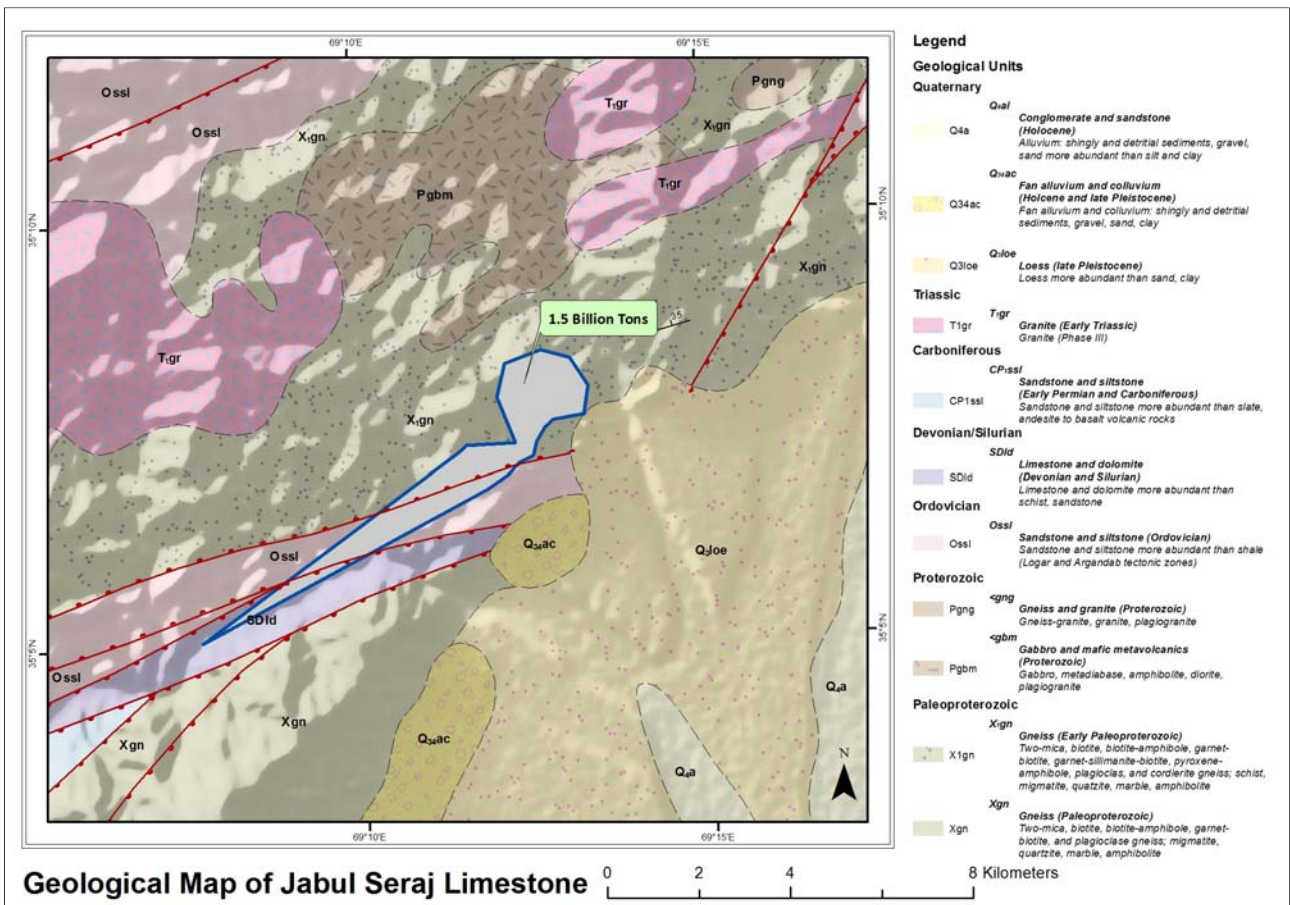 69°10'E
69°15'E
Ossl
Pgng
T₁gr
Ossl
X₁gn
X₁gn
Pgbm
T₁gr
35°10'N
35°10'N
X₁gn
1.5 Billion Tons
35
T₁gr
X₁gn
Ossl
Q₃₄ac
Q₃loe
SDld
35°5'N
35°5'N
Ossl
Q₄a
Xgn
Xgn
Q₃₄ac
Q₄a
N
69°10'E
69°15'E
Legend
Geological Units
Quaternary
Q₄al
Q4a
Conglomerate and sandstone
(Holocene)
Alluvium: shingly and detritial sediments, gravel,
sand more abundant than silt and clay
Q₃₄ac
Q34ac
Fan alluvium and colluvium
(Holcene and late Pleistocene)
Fan alluvium and colluvium: shingly and detritial
sediments, gravel, sand, clay
Q₃loe
Q3loe
Loess (late Pleistocene)
Loess more abundant than sand, clay
Triassic
T₁gr
T1gr
Granite (Early Triassic)
Granite (Phase III)
Carboniferous
CP₁ssl
CP1ssl
Sandstone and siltstone
(Early Permian and Carboniferous)
Sandstone and siltstone more abundant than slate,
andesite to basalt volcanic rocks
Devonian/Silurian
SDld
SDld
Limestone and dolomite
(Devonian and Silurian)
Limestone and dolomite more abundant than
schist, sandstone
Ordovician
Ossl
Ossl
Sandstone and siltstone (Ordovician)
Sandstone and siltstone more abundant than shale
(Logar and Argandab tectonic zones)
Proterozoic
<gng
Pgng
Gneiss and granite (Proterozoic)
Gneiss-granite, granite, plagiogranite
<gbm
Pgbm
Gabbro and mafic metavolcanics
(Proterozoic)
Gabbro, metadiabase, amphibolite, diorite,
plagiogranite
Paleoproterozoic
X₁gn
X1gn
Gneiss (Early Paleoproterozoic)
Two-mica, biotite, biotite-amphibole, garnet-
biotite, garnet-sillimanite-biotite, pyroxene-
amphibole, plagioclas, and cordierite gneiss; schist,
migmatite, quatzite, marble, amphibolite
Xgn
Xgn
Gneiss (Paleoproterozoic)
Two-mica, biotite, biotite-amphibole, garnet-
biotite, and plagioclase gneiss; migmatite,
quartzite, marble, amphibolite
Geological Map of Jabul Seraj Limestone
0 2 4 8 Kilometers